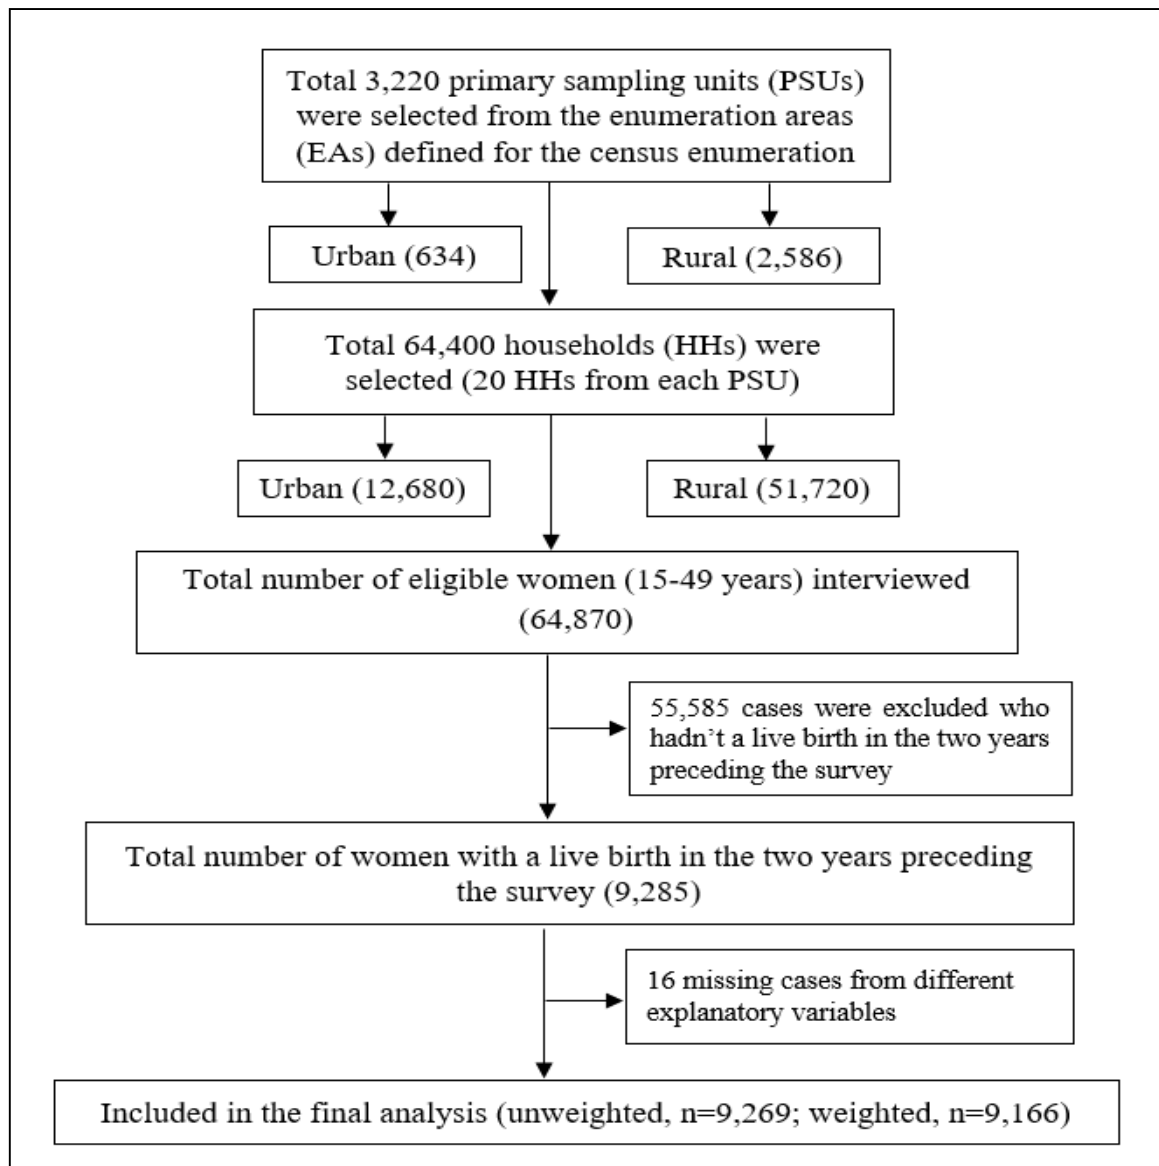 Total 3,220 primary sampling units (PSUs)
were selected from the enumeration areas
(EAs) defined for the census enumeration
Urban (634)
Rural (2,586)
Total 64,400 households (HHs) were
selected (20 HHs from each PSU)
Urban (12,680)
Rural (51,720)
Total number of eligible women (15-49 years) interviewed
(64,870)
55,585 cases were excluded who
hadn’t a live birth in the two years
preceding the survey
Total number of women with a live birth in the two years preceding
the survey (9,285)
16 missing cases from different
explanatory variables
Included in the final analysis (unweighted, n=9,269; weighted, n=9,166)